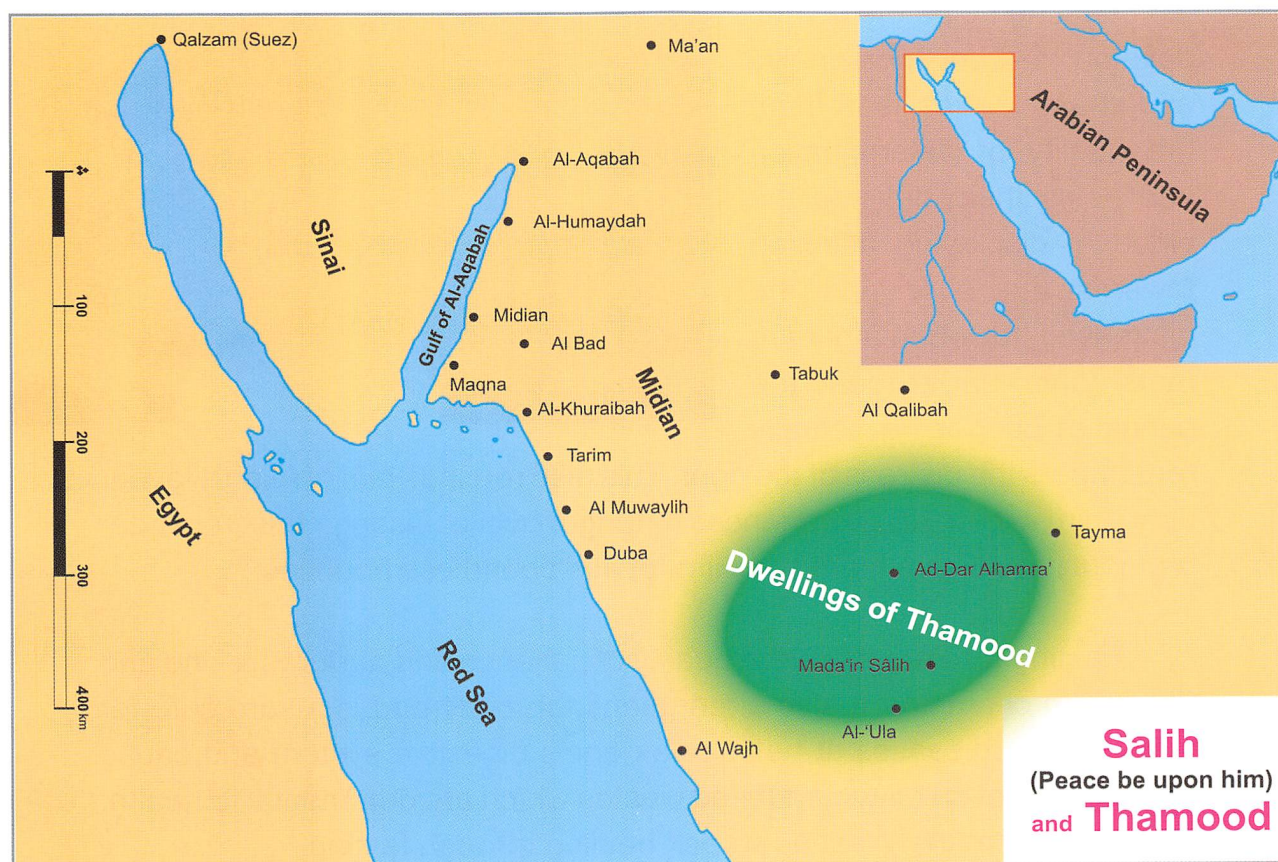 Qalzam (Suez)
Ma'an
Arabian Peninsula
Al-Aqabah
Sinai
Al-Humaydah
Gulf of Al-Aqabah
100
Midian
Al Bad
Maqna
Midian
Tabuk
Al Qalibah
Al-Khuraibah
200
Tarim
Egypt
Al Muwaylih
Tayma
Duba
300
Ad-Dar Alhamra'
Dwellings of Thamood
Red Sea
Mada'in Sâlih
400 km
Al-'Ula
Al Wajh
Salih
(Peace be upon him)
and Thamood